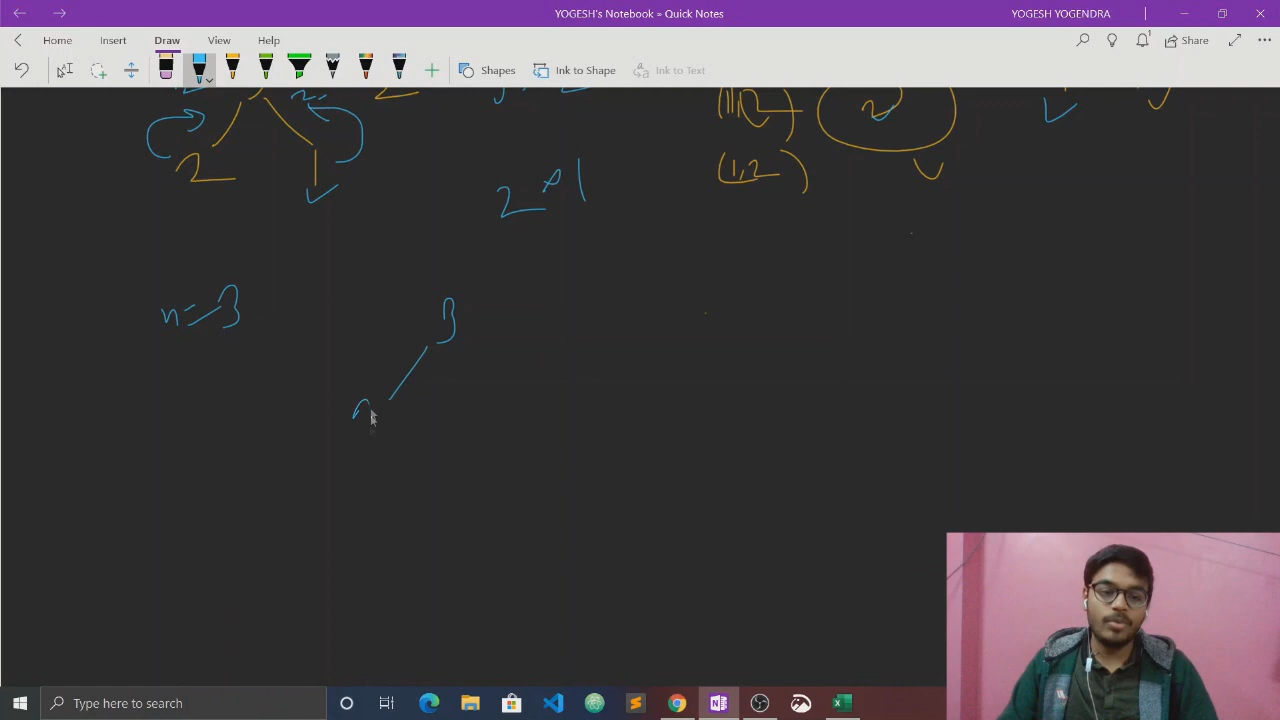 YOGESH's Notebook » Quick Notes
YOGESH YOGENDRA
Home Insert Draw View Help
Share
Shapes
Ink to Shape
Ink to Text
2
(1,2)
2
1
2 * 1
n=3
3
Type here to search